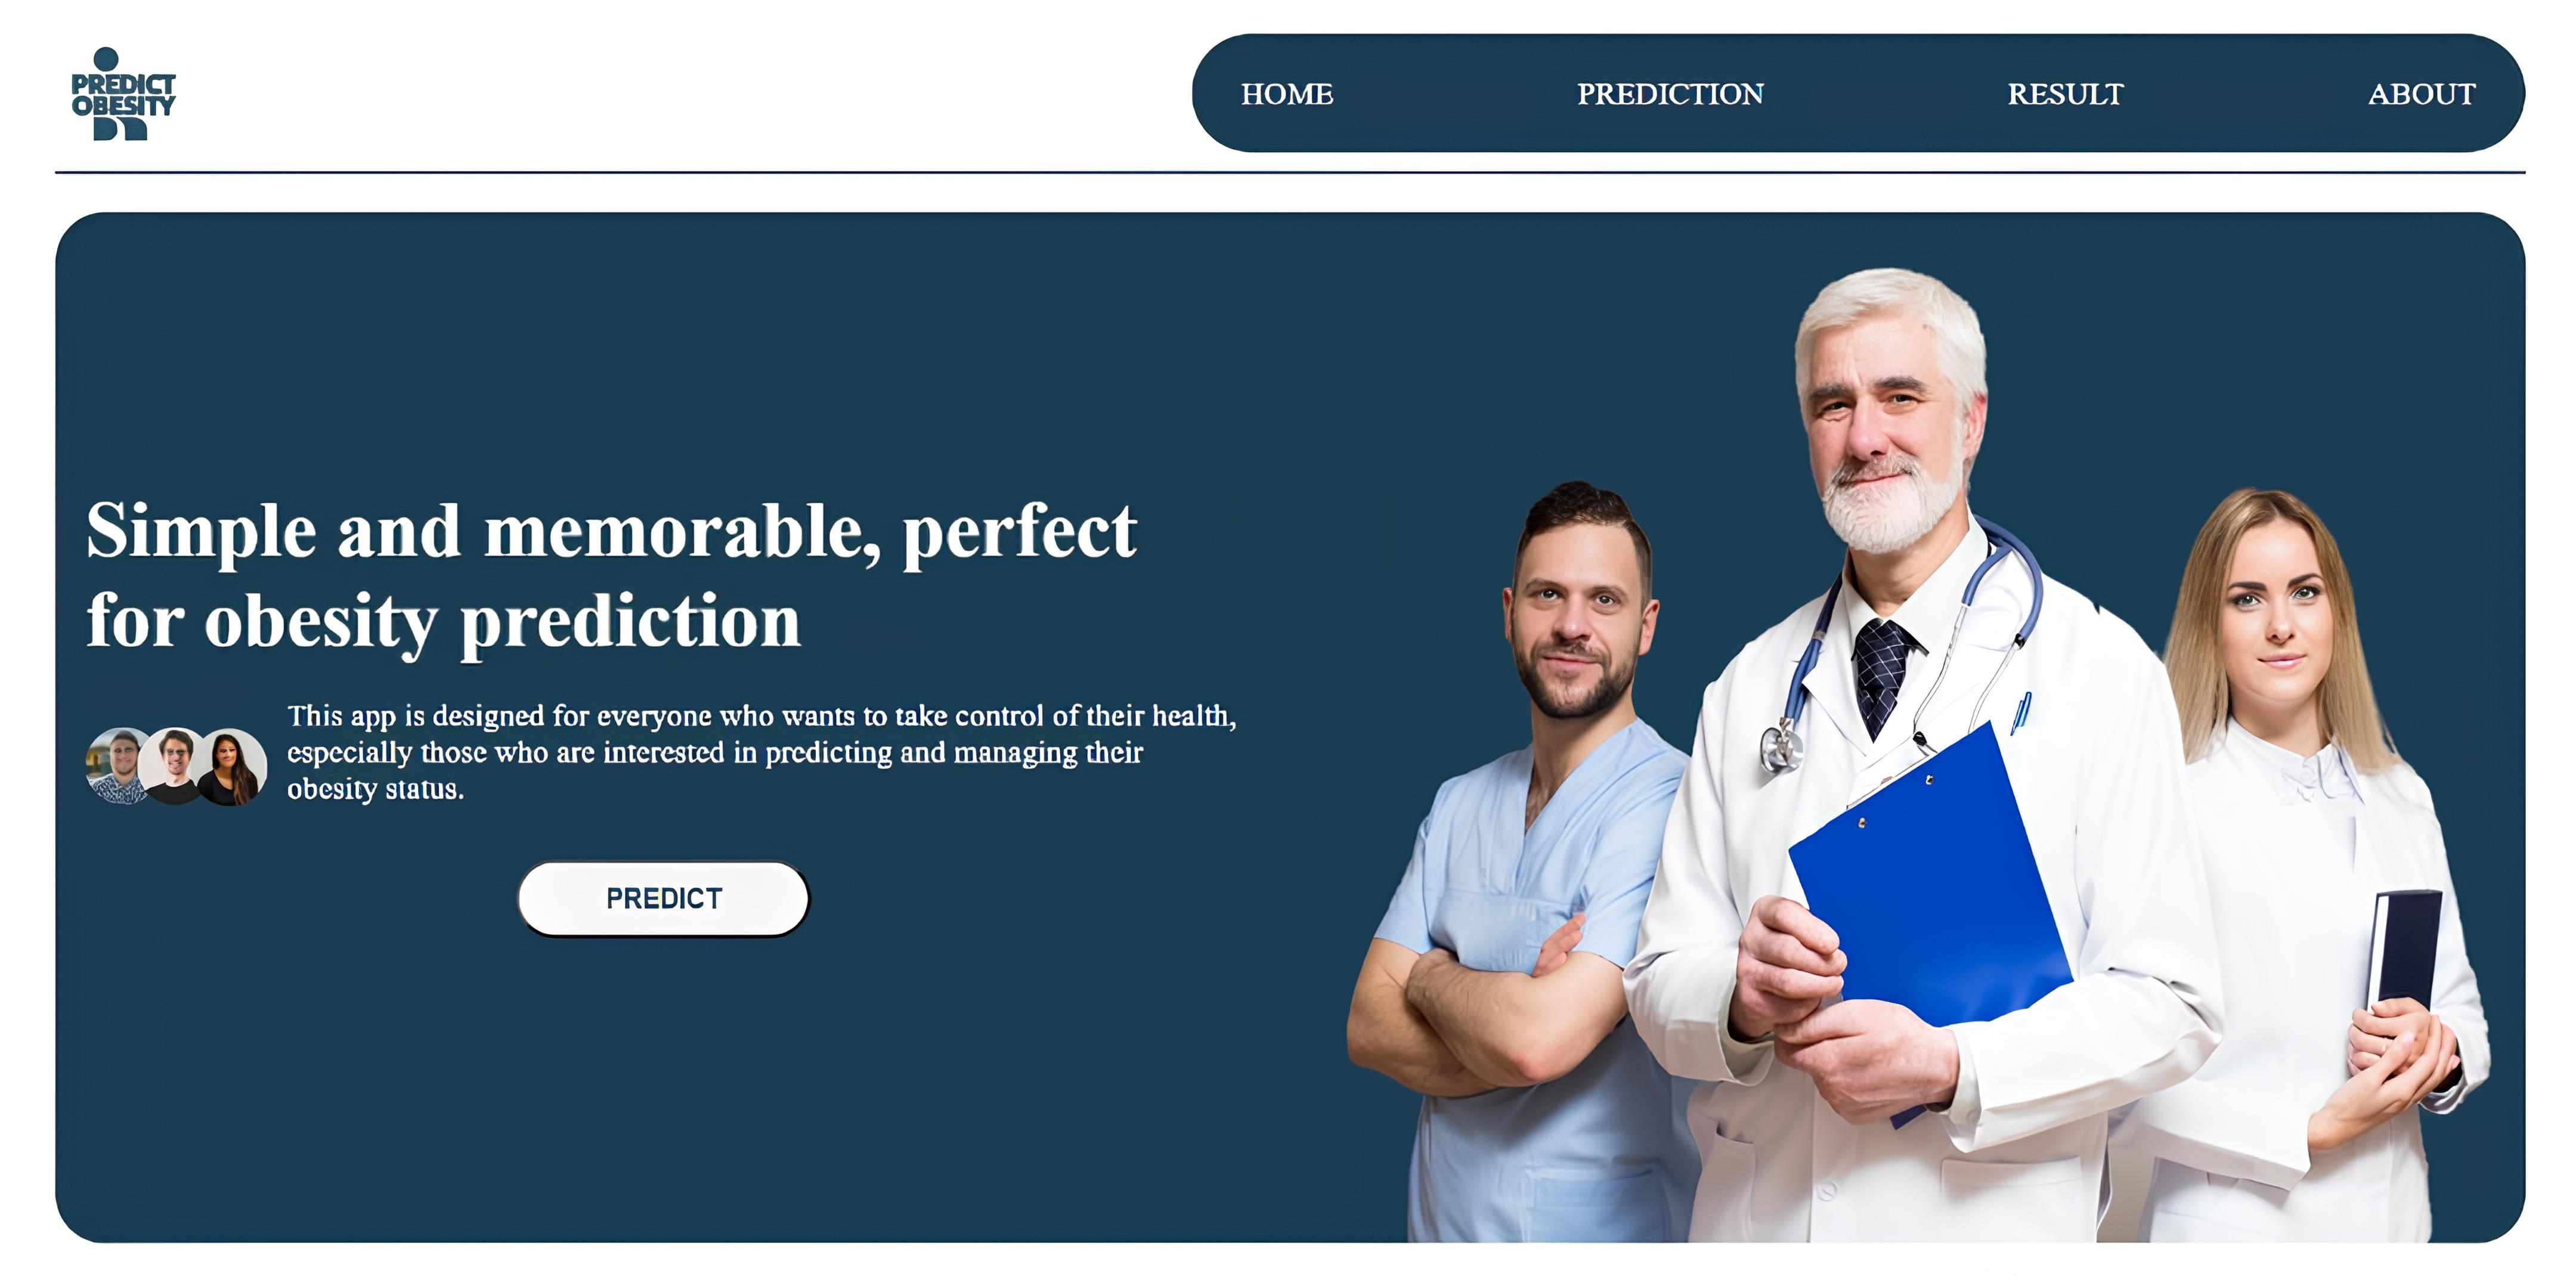 PREDICT
OBESITY
HOME PREDICTION RESULT ABOUT
Simple and memorable, perfect
for obesity prediction
This app is designed for everyone who wants to take control of their health,
especially those who are interested in predicting and managing their
obesity status.
PREDICT